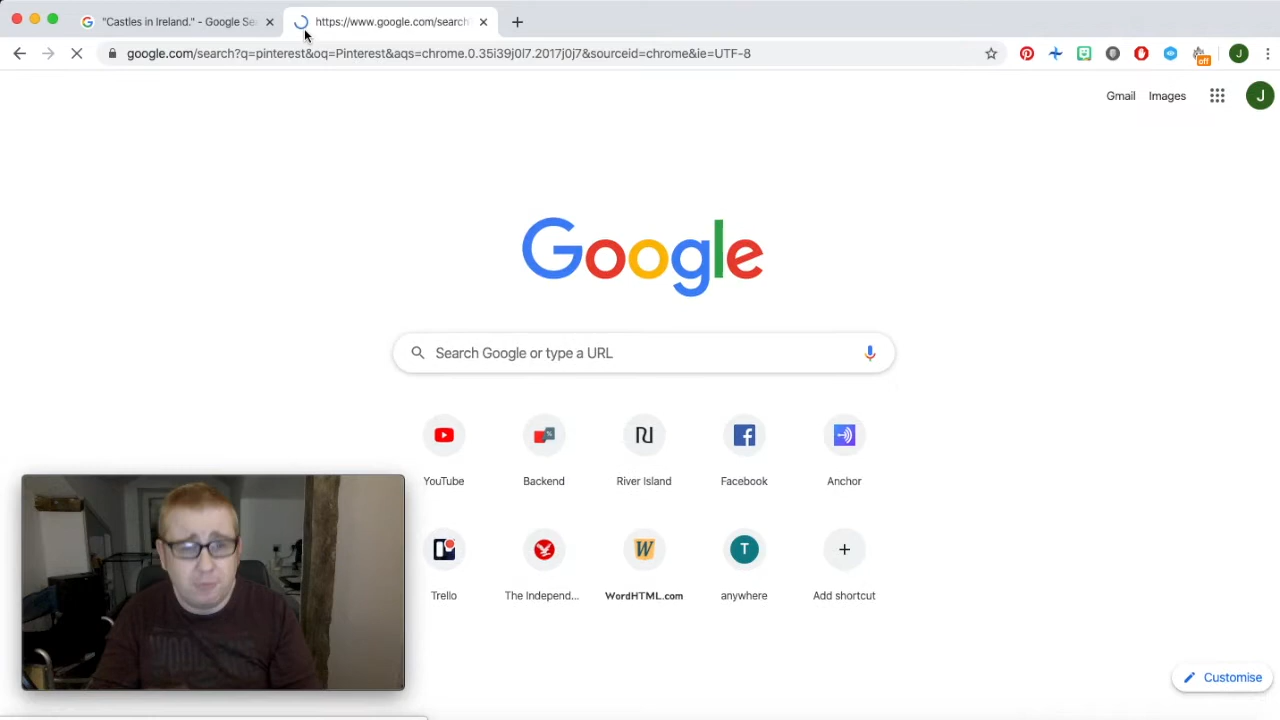 "Castles in Ireland." - Google Se
https://www.google.com/search?
google.com/search?q=pinterest&oq=Pinterest&aqs=chrome.0.35i39j0l7.2017j0j7&sourceid=chrome&ie=UTF-8
off
J
Gmail
Images
J
Google
Search Google or type a URL
YouTube
Backend
River Island
Facebook
Anchor
W
T
Trello
The Independ...
WordHTML.com
anywhere
Add shortcut
Customise